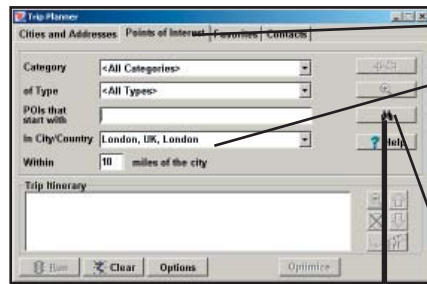 Trip Planner
Cities and Addresses Points of Interest Favorites Contacts
Category <All Categories>
of Type <All Types>
POIs that
start with
In City/Country London, UK, London
Help
Within 10 miles of the city
Trip Itinerary
Clear Options Optimize